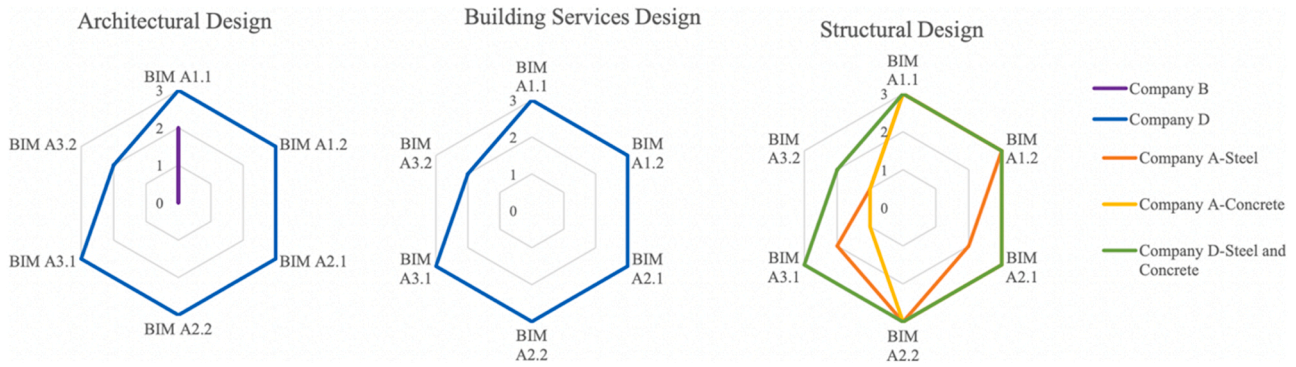 Architectural Design
BIM A1.1
3
2
1
0
BIM A3.2
BIM A1.2
BIM A3.1
BIM A2.1
BIM A2.2
Building Services Design
BIM
A1.1
3
2
1
0
BIM
A3.2
BIM
A1.2
BIM
A3.1
BIM
A2.1
BIM
A2.2
Structural Design
BIM
A1.1
3
2
1
0
BIM
A3.2
BIM
A1.2
BIM
A3.1
BIM
A2.1
BIM
A2.2
Company B
Company D
Company A-Steel
Company A-Concrete
Company D-Steel and
Concrete